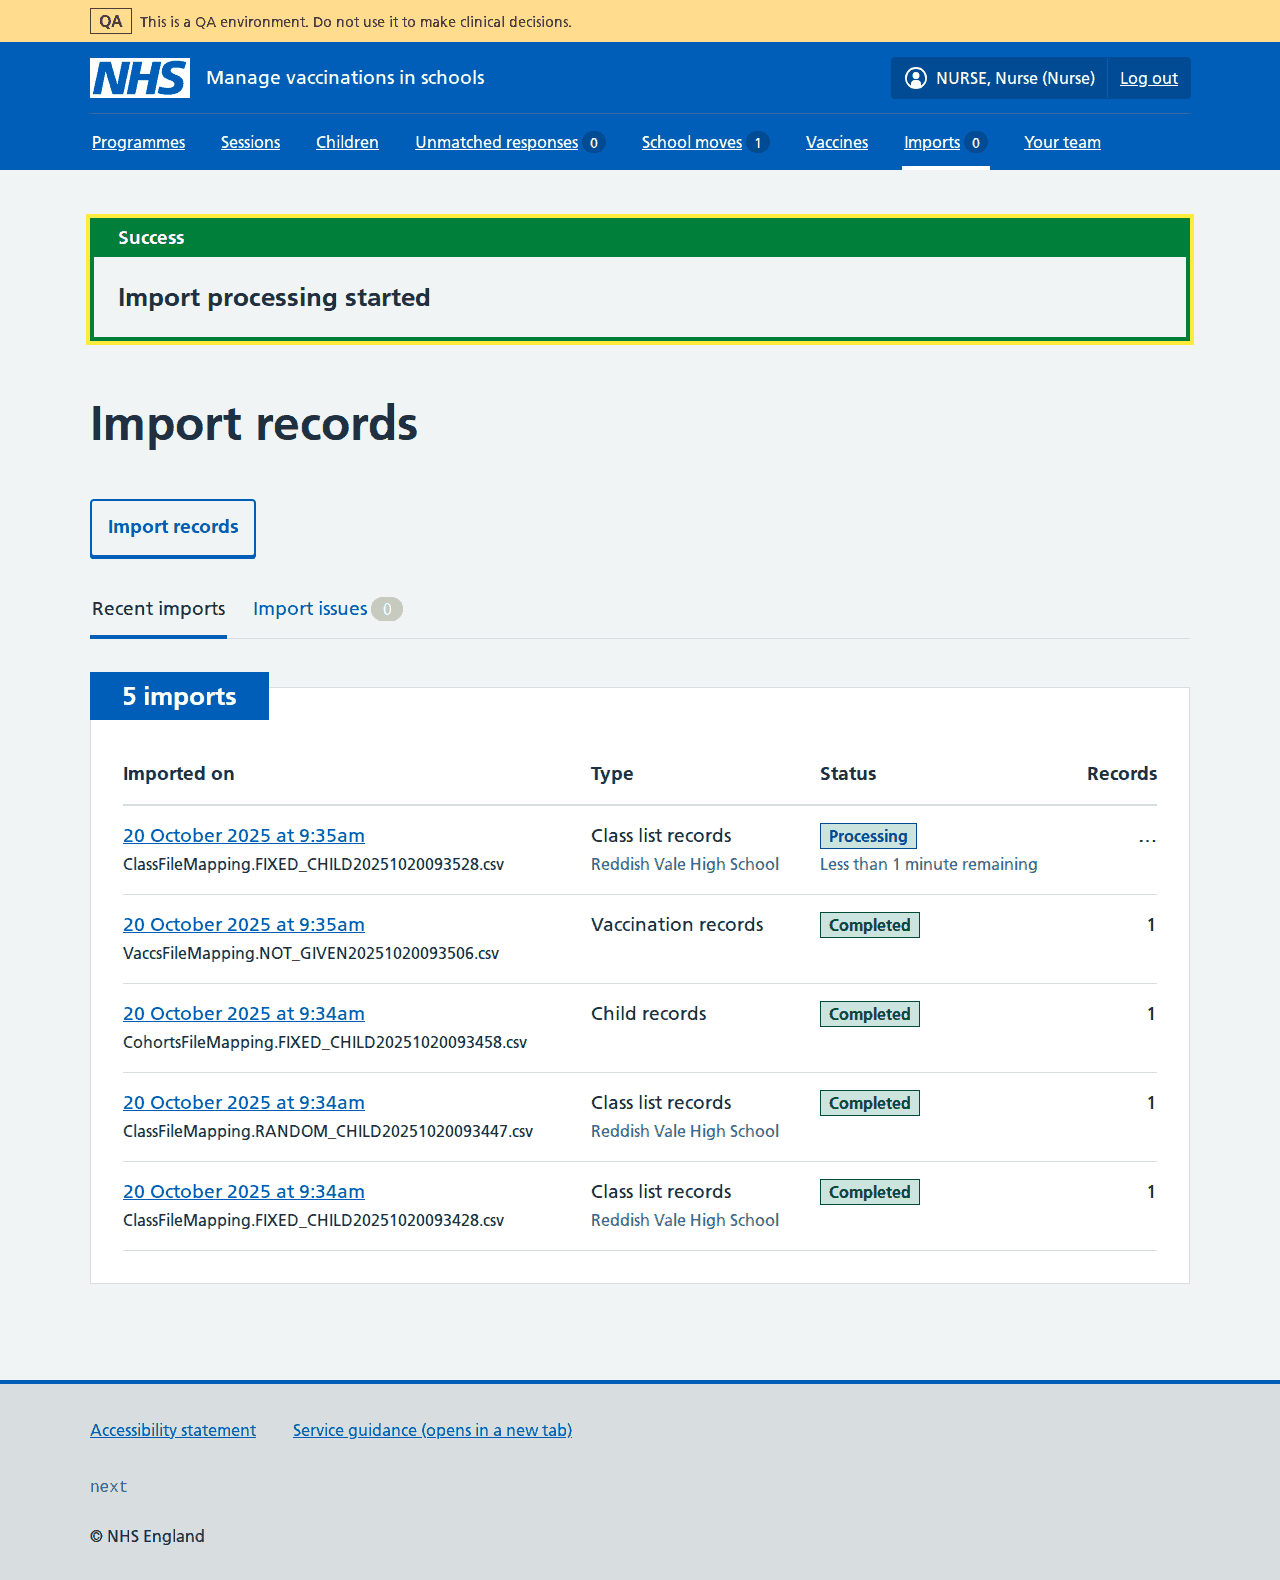 QA This is a QA environment. Do not use it to make clinical decisions.
NHS Manage vaccinations in schools NURSE, Nurse (Nurse) Log out
Programmes Sessions Children Unmatched responses 0 School moves 1 Vaccines Imports 0 Your team
Success
Import processing started
Import records
Import records
Recent imports Import issues 0
5 imports
Imported on Type Status Records
20 October 2025 at 9:35am Class list records Processing ...
ClassFileMapping.FIXED_CHILD20251020093528.csv Reddish Vale High School Less than 1 minute remaining
20 October 2025 at 9:35am Vaccination records Completed 1
VaccsFileMapping.NOT_GIVEN20251020093506.csv
20 October 2025 at 9:34am Child records Completed 1
CohortsFileMapping.FIXED_CHILD20251020093458.csv
20 October 2025 at 9:34am Class list records Completed 1
ClassFileMapping.RANDOM_CHILD20251020093447.csv Reddish Vale High School
20 October 2025 at 9:34am Class list records Completed 1
ClassFileMapping.FIXED_CHILD20251020093428.csv Reddish Vale High School
Accessibility statement Service guidance (opens in a new tab)
next
© NHS England